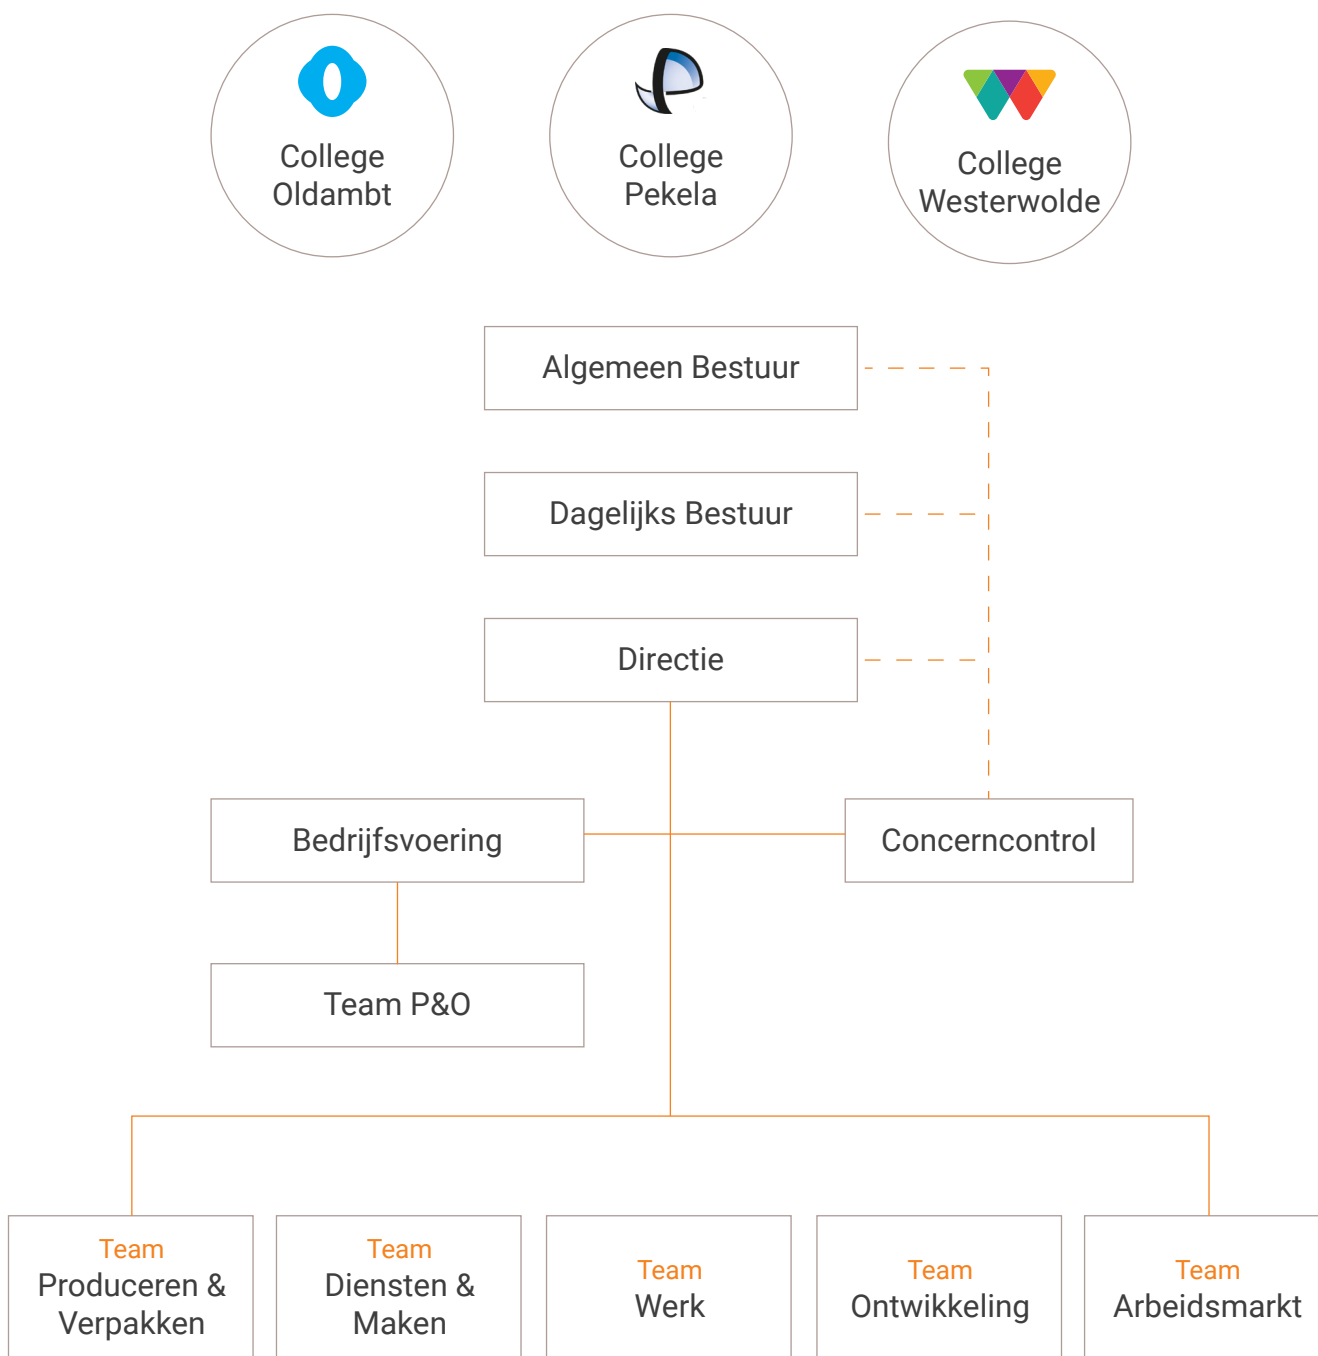 College
Oldambt
College
Pekela
College
Westerwolde
Algemeen Bestuur
Dagelijks Bestuur
Directie
Bedrijfsvoering
Concerncontrol
Team P&O
Team
Produceren &
Verpakken
Team
Diensten &
Maken
Team
Werk
Team
Ontwikkeling
Team
Arbeidsmarkt